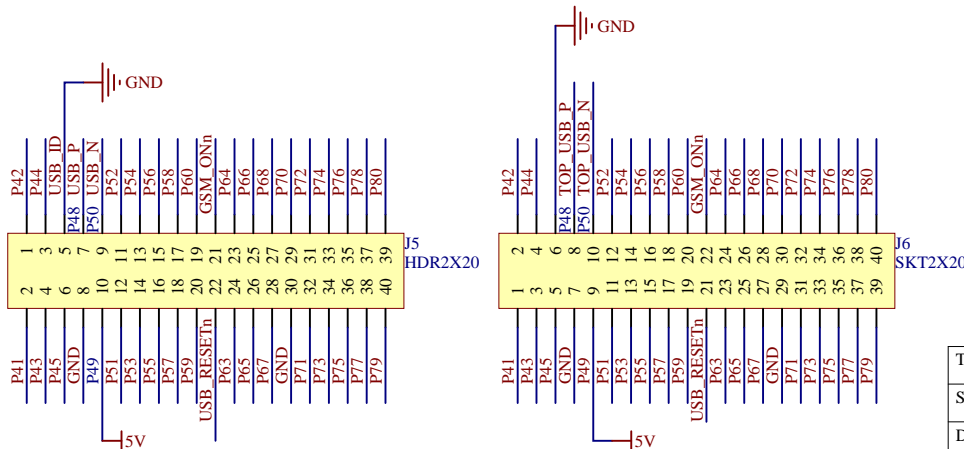 GND
GND
P42
P44
USB_ID
P48
USB_P
P50
USB_N
P52
P54
P56
P58
P60
GSM_ONn
P64
P66
P68
P70
P72
P74
P76
P78
P80
1 3 5 7 9 11 13 15 17 19 21 23 25 27 29 31 33 35 37 39
2 4 6 8 10 12 14 16 18 20 22 24 26 28 30 32 34 36 38 40
J5
HDR2X20
P41
P43
P45
GND
P49
P51
P53
P55
P57
P59
USB_RESETn
P63
P65
P67
GND
P71
P73
P75
P77
P79
5V
P42
P44
P48
TOP_USB_P
P50
TOP_USB_N
P52
P54
P56
P58
P60
GSM_ONn
P64
P66
P68
P70
P72
P74
P76
P78
P80
2 4 6 8 10 12 14 16 18 20 22 24 26 28 30 32 34 36 38 40
1 3 5 7 9 11 13 15 17 19 21 23 25 27 29 31 33 35 37 39
J6
SKT2X20
P41
P43
P45
GND
P49
P51
P53
P55
P57
P59
USB_RESETn
P63
P65
P67
GND
P71
P73
P75
P77
P79
5V
T
S
D